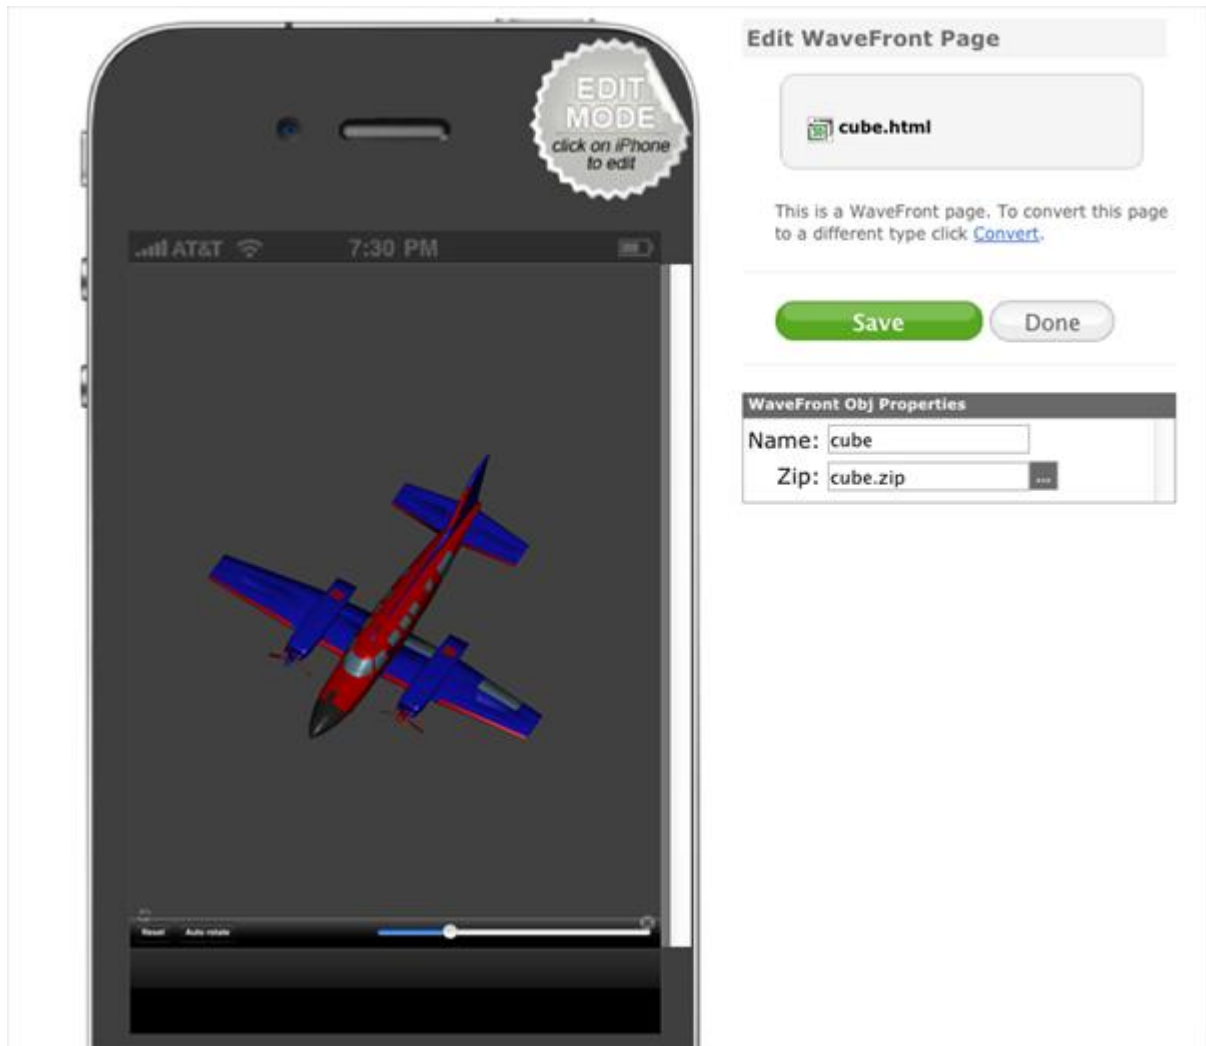 EDIT
MODE
click on iPhone
to edit
AT&T
7:30 PM
Reset
Auto rotate
Edit WaveFront Page
cube.html
This is a WaveFront page. To convert this page
to a different type click Convert.
Save
Done
WaveFront Obj Properties
Name: cube
Zip: cube.zip
...